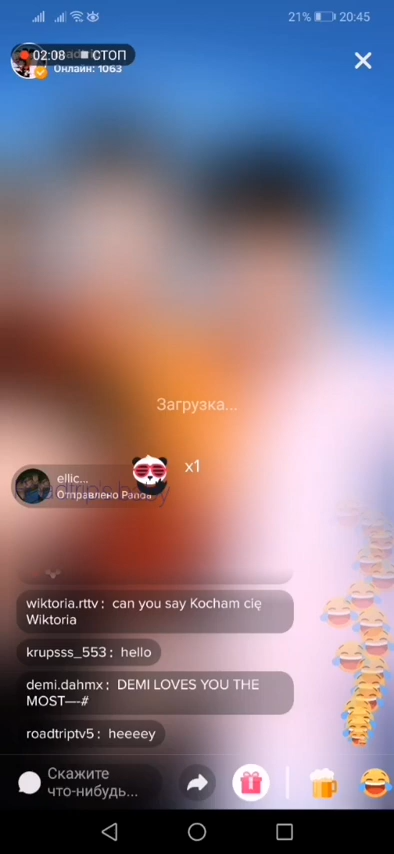 21% 20:45
02:08 СТОП
Онлайн: 1063
Загрузка...
x1
ellic...
Отправлено Panda
wiktoria.rttv: can you say Kocham cię
Wiktoria
krupsss_553: hello
demi.dahmx: DEMI LOVES YOU THE
MOST—-#
roadtriptv5: heeeey
Скажите
что-нибудь...